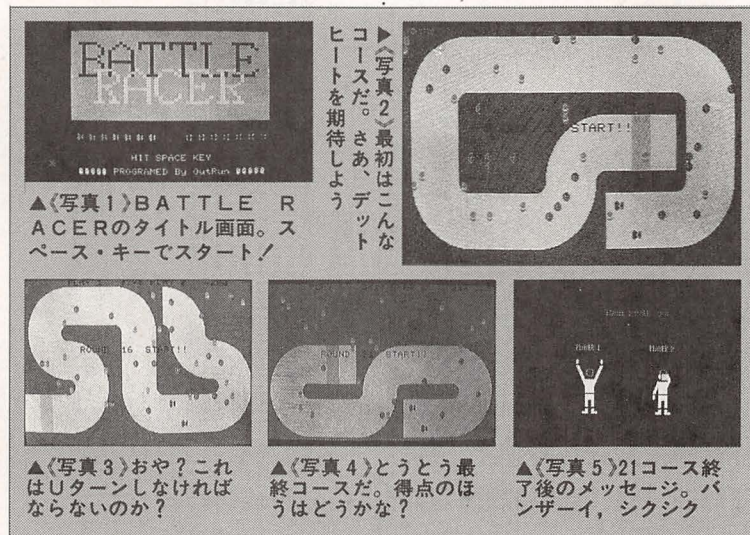 BATTLE
RACER
HIT SPACE KEY
PROGRAMED By OutRun
▲《写真1》BATTLE R
ACERのタイトル画面。ス
ペース・キーでスタート！
▶《写真2》最初はこんな
コースだ。さあ、デット
ヒートを期待しよう
START!!
ROUND 16 START!!
▲《写真3》おや？これ
はUターンしなければ
ならないのか？
ROUND 21 START!!
▲《写真4》とうとう最
終コースだ。得点のほ
うはどうかな？
▲《写真5》21コース終
了後のメッセージ。バ
ンザーイ，シクシク